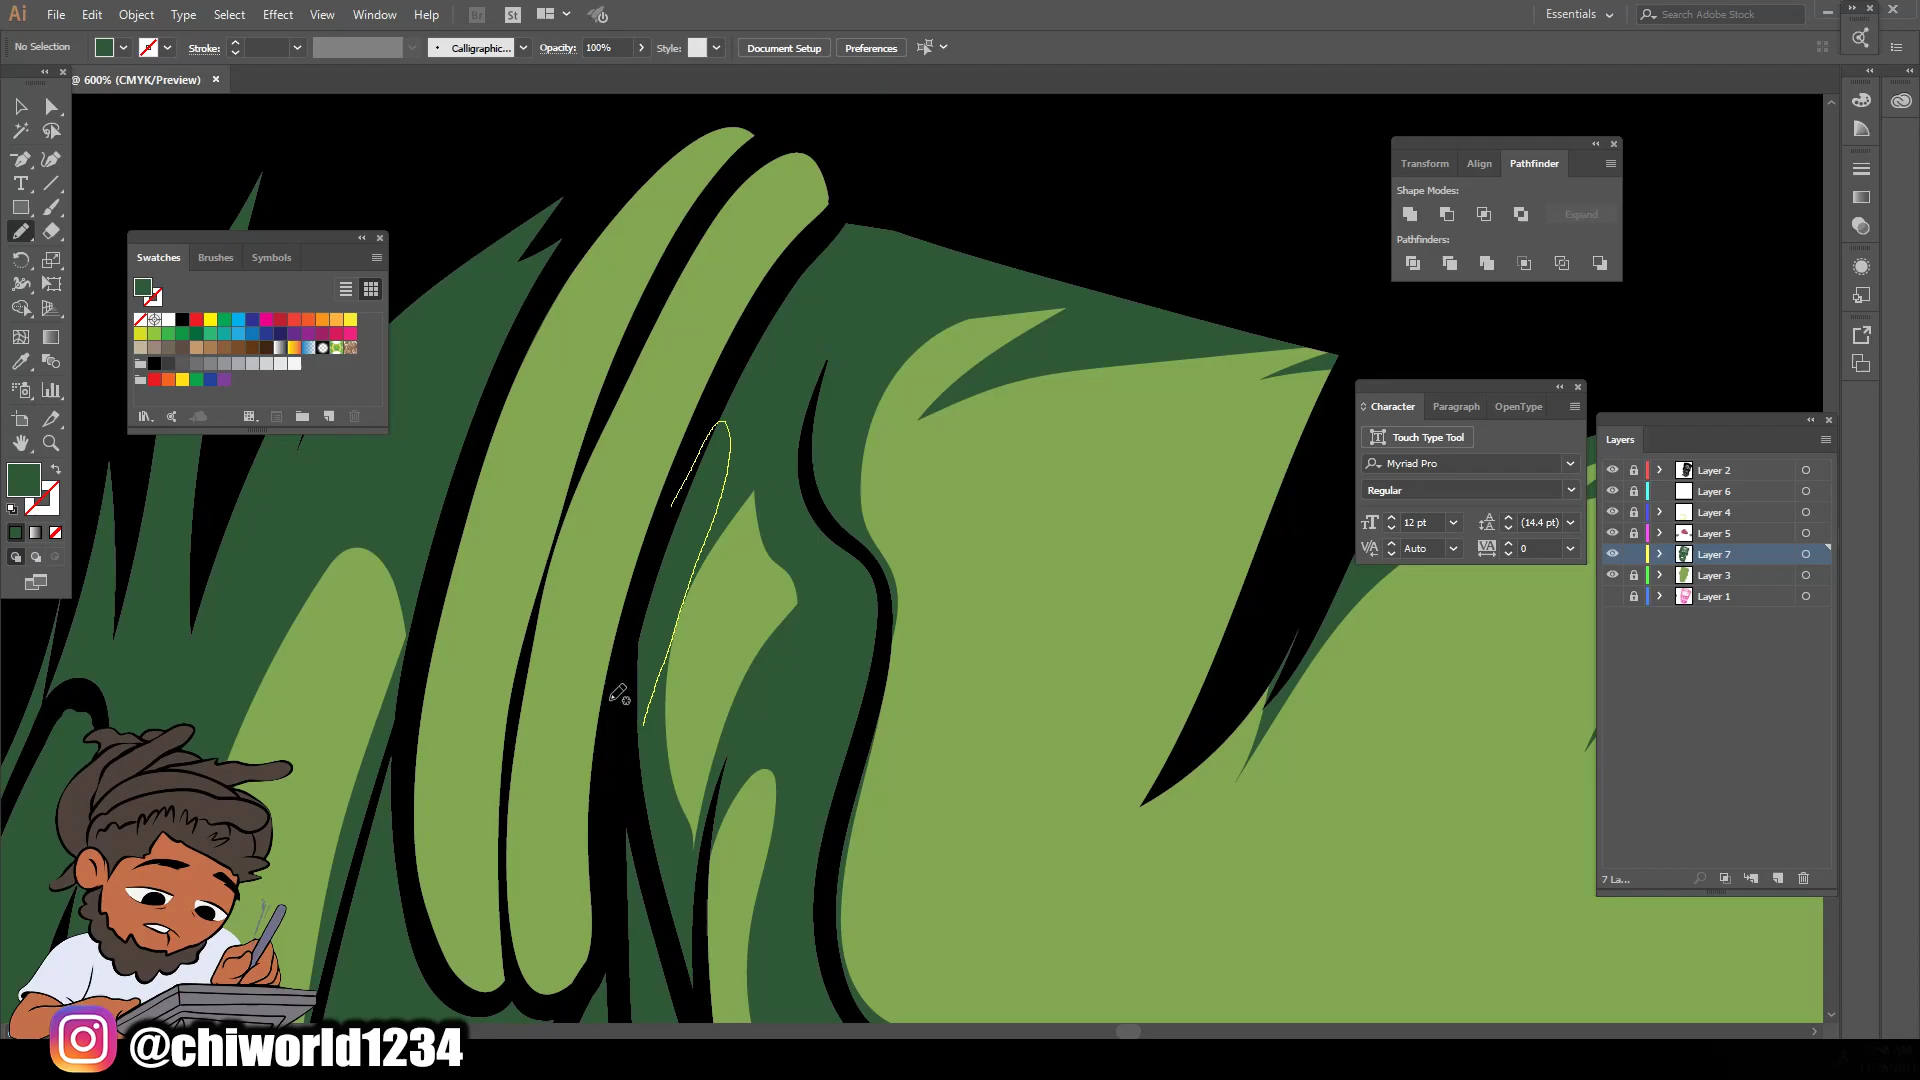 Ai File Edit Object Type Select Effect View Window Help Br St Essentials Search Adobe Stock
No Selection Stroke: Calligraphic... Opacity: 100% Style: Document Setup Preferences
@ 600% (CMYK/Preview) ×
Transform Align Pathfinder
Shape Modes:
Expand
Pathfinders:
Swatches Brushes Symbols
Character Paragraph OpenType
Touch Type Tool
Myriad Pro
Regular
12 pt (14.4 pt)
Auto 0
Layers
Layer 2
Layer 6
Layer 4
Layer 5
Layer 7
Layer 3
Layer 1
7 La...
@chiworld1234